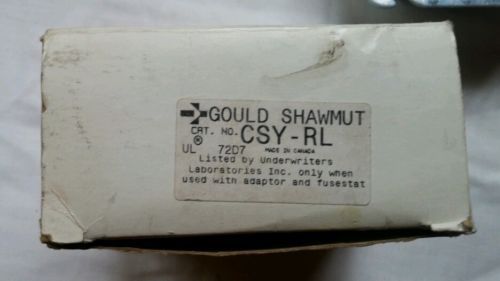 GOULD SHAWMUT
CAT. NO. CSY-RL
® UL 72D7 MADE IN CANADA
Listed by Underwriters
Laboratories Inc. only when
used with adaptor and fusestat